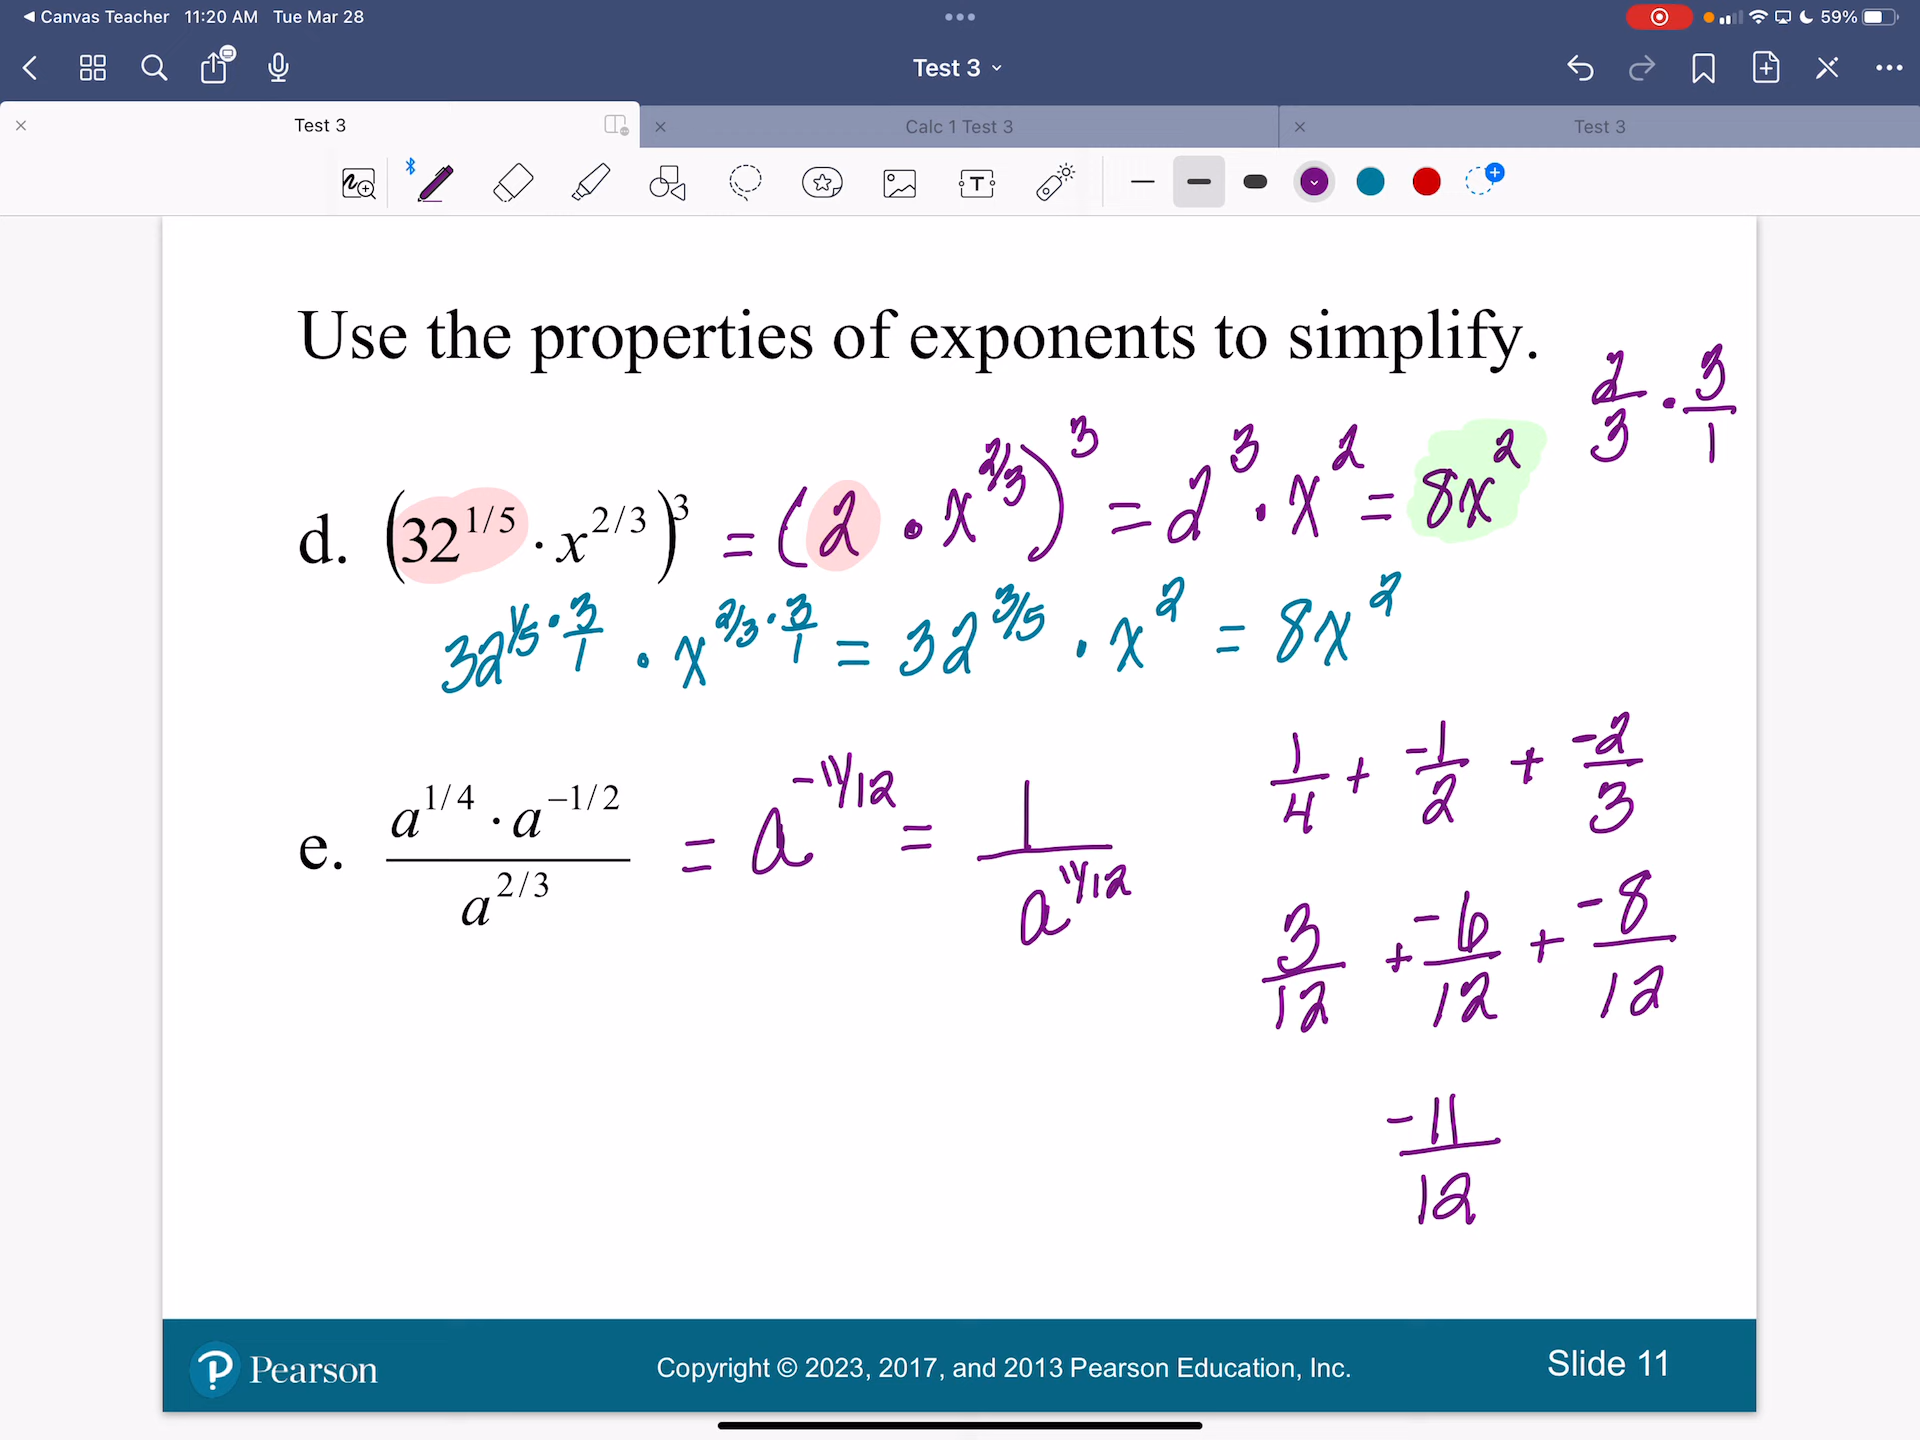 Canvas Teacher 11:20 AM Tue Mar 28 59%
Test 3
Test 3 Calc 1 Test 3 Test 3
T
Use the properties of exponents to simplify.
2/3 · 3/1
d. (32^1/5 · x^2/3)^3 = (2 · x^2/3)^3 = 2^3 · x^2 = 8x^2
32^1/5 · 3/1 · x^2/3 · 3/1 = 32^3/5 · x^2 = 8x^2
1/4 + -1/2 + -2/3
e. a^1/4 · a^−1/2 / a^2/3 = a^-11/12 = 1 / a^11/12
3/12 + -6/12 + -8/12
-11/12
Pearson Copyright © 2023, 2017, and 2013 Pearson Education, Inc. Slide 11